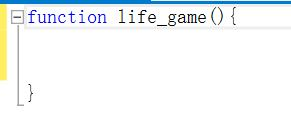 function life_game(){
}